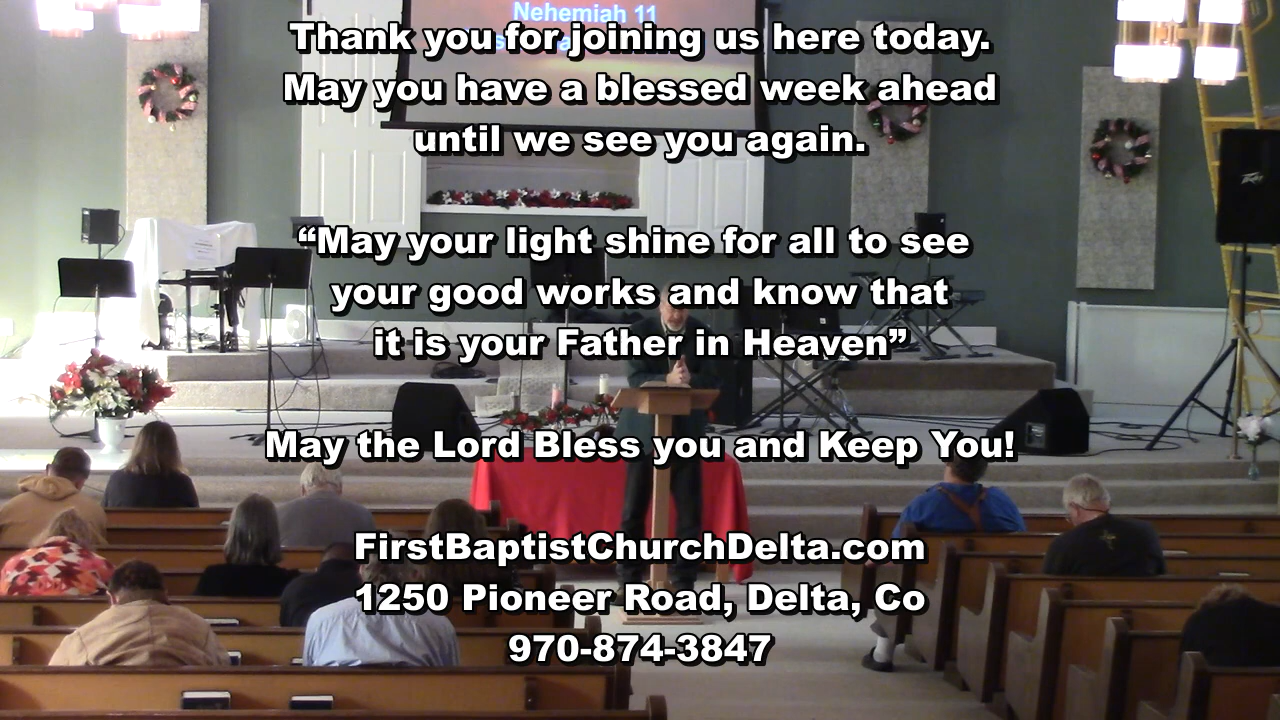 Nehemiah 11
Thank you for joining us here today.
May you have a blessed week ahead
until we see you again.
“May your light shine for all to see
your good works and know that
it is your Father in Heaven”
May the Lord Bless you and Keep You!
FirstBaptistChurchDelta.com
1250 Pioneer Road, Delta, Co
970-874-3847